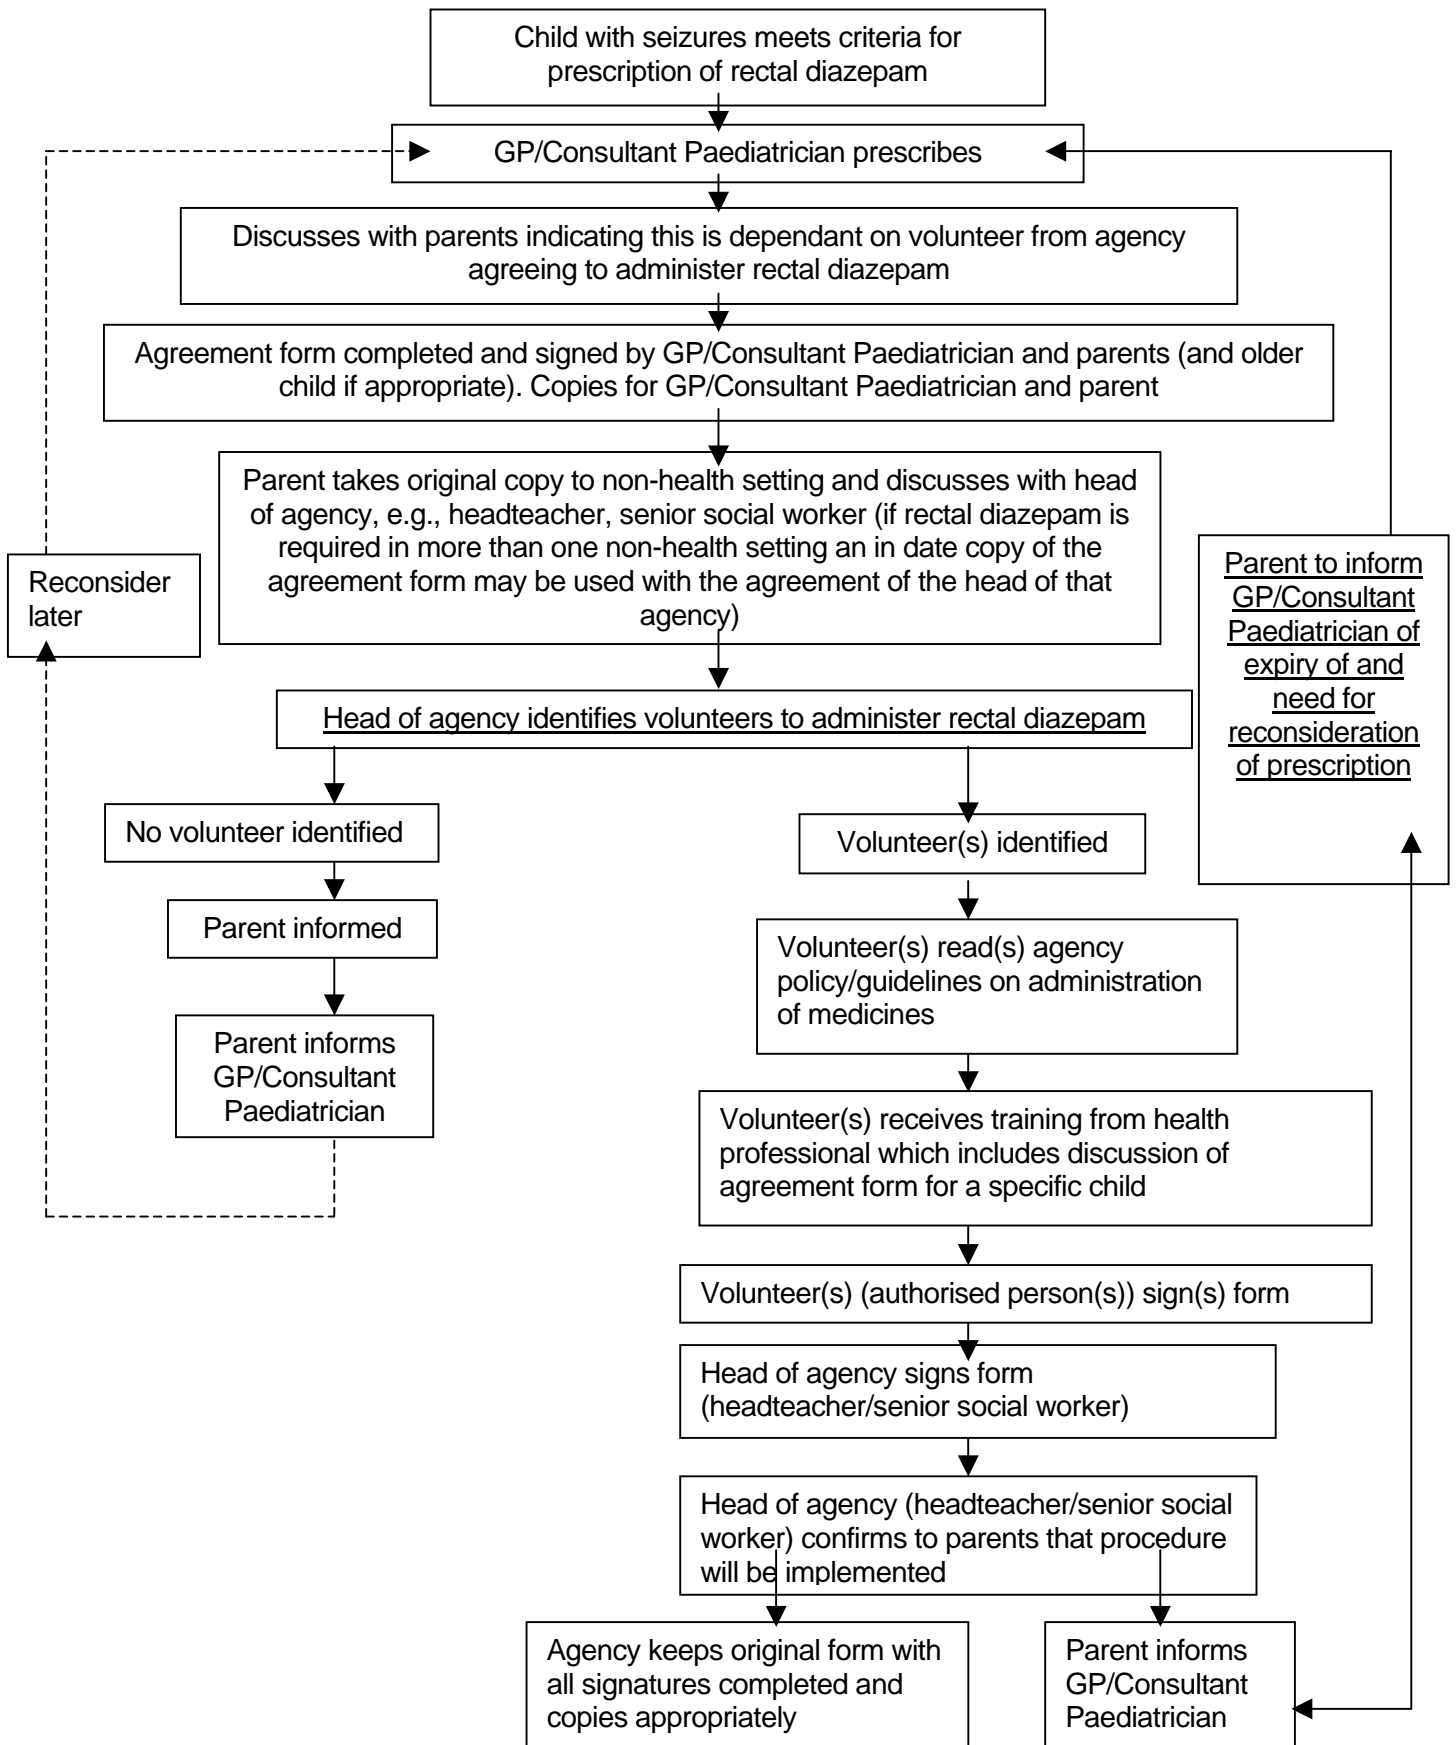 Child with seizures meets criteria for
prescription of rectal diazepam
GP/Consultant Paediatrician prescribes
Discusses with parents indicating this is dependant on volunteer from agency
agreeing to administer rectal diazepam
Agreement form completed and signed by GP/Consultant Paediatrician and parents (and older
child if appropriate). Copies for GP/Consultant Paediatrician and parent
Parent takes original copy to non-health setting and discusses with head
of agency, e.g., headteacher, senior social worker (if rectal diazepam is
required in more than one non-health setting an in date copy of the
agreement form may be used with the agreement of the head of that
agency)
Reconsider
later
Parent to inform
GP/Consultant
Paediatrician of
expiry of and
need for
reconsideration
of prescription
Head of agency identifies volunteers to administer rectal diazepam
No volunteer identified
Parent informed
Parent informs
GP/Consultant
Paediatrician
Volunteer(s) identified
Volunteer(s) read(s) agency
policy/guidelines on administration
of medicines
Volunteer(s) receives training from health
professional which includes discussion of
agreement form for a specific child
Volunteer(s) (authorised person(s)) sign(s) form
Head of agency signs form
(headteacher/senior social worker)
Head of agency (headteacher/senior social
worker) confirms to parents that procedure
will be implemented
Agency keeps original form with
all signatures completed and
copies appropriately
Parent informs
GP/Consultant
Paediatrician